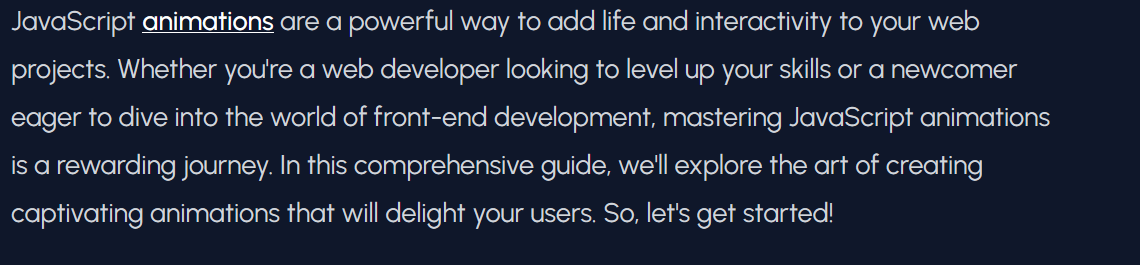 JavaScript animations are a powerful way to add life and interactivity to your web
projects. Whether you're a web developer looking to level up your skills or a newcomer
eager to dive into the world of front-end development, mastering JavaScript animations
is a rewarding journey. In this comprehensive guide, we'll explore the art of creating
captivating animations that will delight your users. So, let's get started!